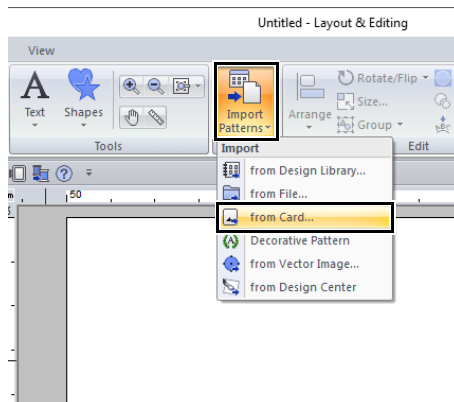 Untitled - Layout & Editing
View
Text
Shapes
Import
Patterns
Arrange
Rotate/Flip
Size...
Group
Tools
Edit
Import
from Design Library...
from File...
from Card...
Decorative Pattern
from Vector Image...
from Design Center
50